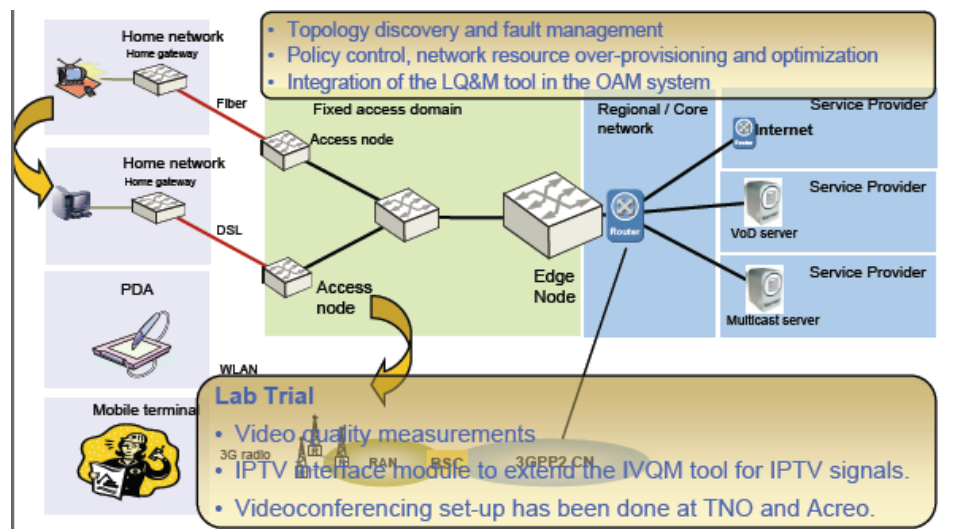 • Topology discovery and fault management
• Policy control, network resource over-provisioning and optimization
• Integration of the LQ&M tool in the OAM system
Home network
Home gateway
Fiber
Fixed access domain
Access node
Regional / Core
network
Service Provider
Router
Internet
Home network
Home gateway
DSL
Access
node
Edge
Node
Router
Service Provider
VoD server
Service Provider
Multicast server
PDA
WLAN
Mobile terminal
3G radio
RAN
BSC
3GPP2 CN
Lab Trial
• Video quality measurements
• IPTV interface module to extend the IVQM tool for IPTV signals.
• Videoconferencing set-up has been done at TNO and Acreo.